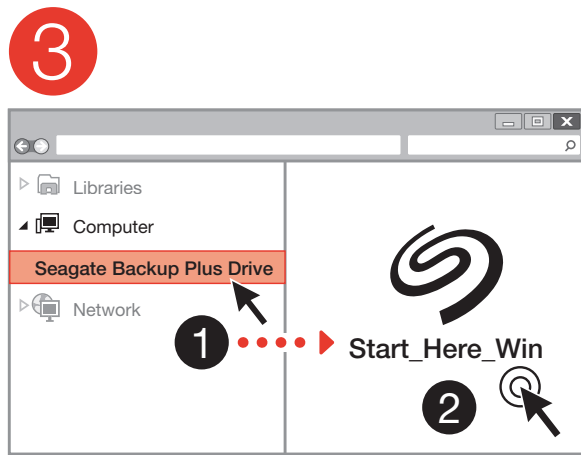 3
Libraries
Computer
Seagate Backup Plus Drive
Network
1
Start_Here_Win
2